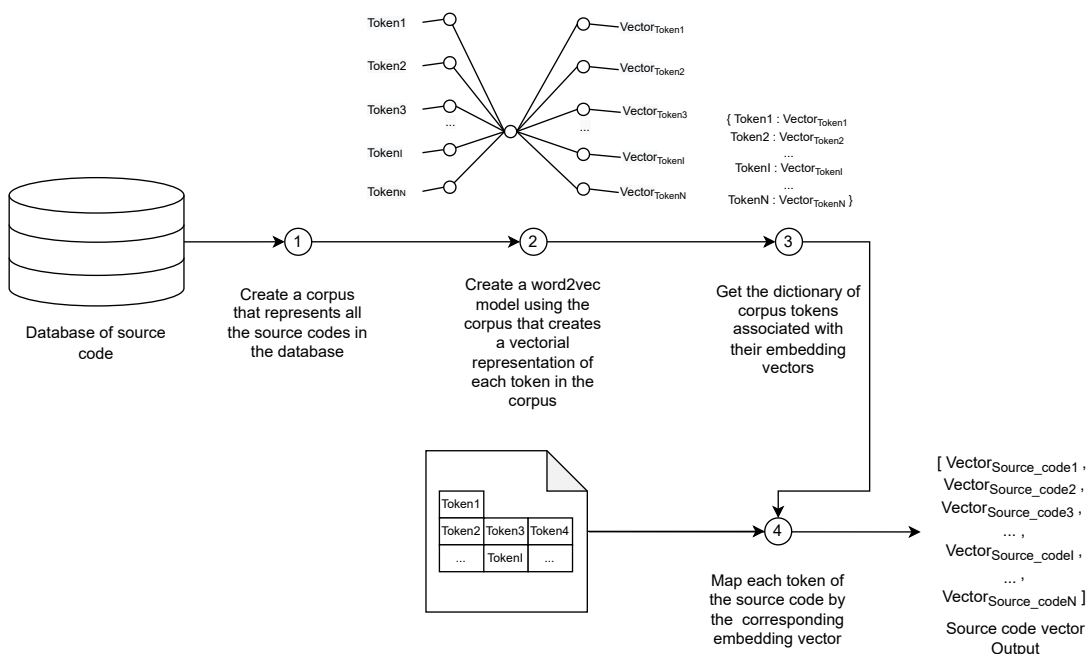 Token1
Token2
Token3
...
TokenI
TokenN
VectorToken1
VectorToken2
VectorToken3
...
VectorTokenI
VectorTokenN
{ Token1 : VectorToken1
Token2 : VectorToken2
...
TokenI : VectorTokenI
...
TokenN : VectorTokenN }
1
2
3
Database of source
code
Create a corpus
that represents all
the source codes in
the database
Create a word2vec
model using the
corpus that creates
a vectorial
representation of
each token in the
corpus
Get the dictionary of
corpus tokens
associated with
their embedding
vectors
Token1
Token2 Token3 Token4
... TokenI ...
4
Map each token of
the source code by
the corresponding
embedding vector
[ VectorSource_code1 ,
VectorSource_code2 ,
VectorSource_code3 ,
... ,
VectorSource_codeI ,
... ,
VectorSource_codeN ]
Source code vector
Output